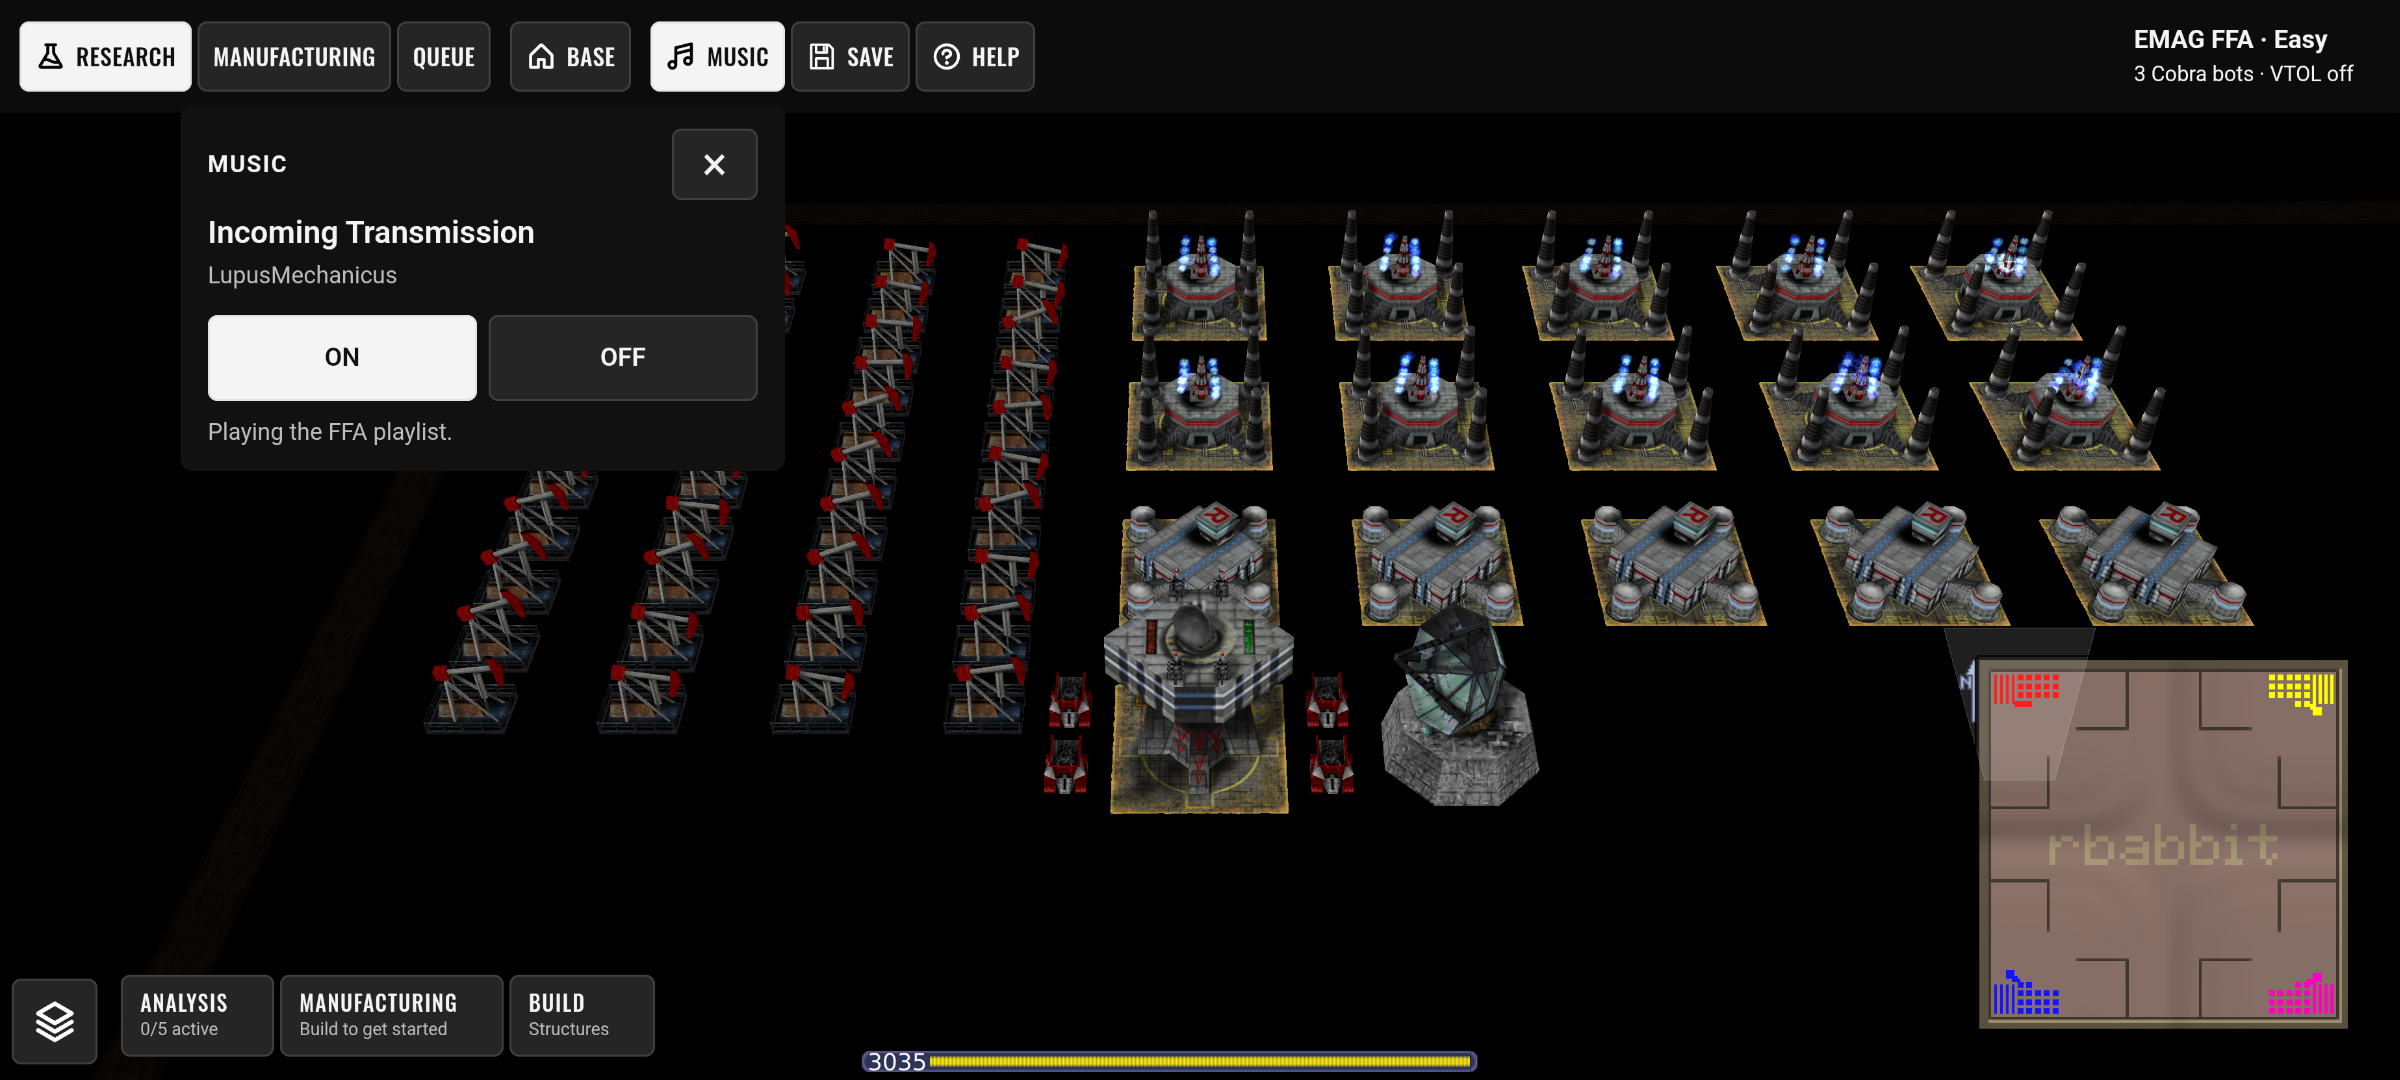 RESEARCH
MANUFACTURING
QUEUE
BASE
MUSIC
SAVE
HELP
EMAG FFA · Easy
3 Cobra bots · VTOL off
MUSIC
Incoming Transmission
LupusMechanicus
ON
OFF
Playing the FFA playlist.
R
R
R
R
R
N
rbabbit
ANALYSIS
0/5 active
MANUFACTURING
Build to get started
BUILD
Structures
3035